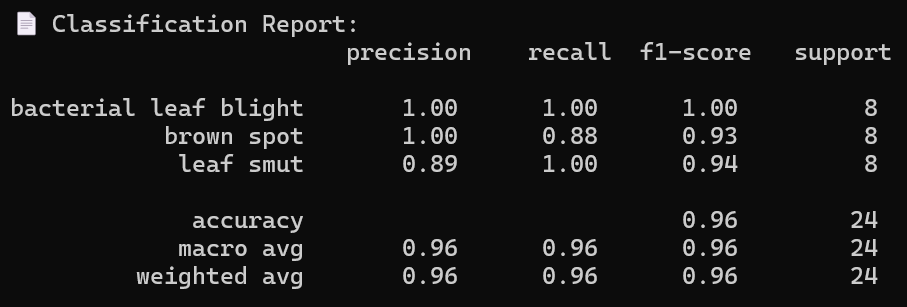 📄 Classification Report:
precision recall f1-score support
bacterial leaf blight 1.00 1.00 1.00 8
brown spot 1.00 0.88 0.93 8
leaf smut 0.89 1.00 0.94 8
accuracy 0.96 24
macro avg 0.96 0.96 0.96 24
weighted avg 0.96 0.96 0.96 24